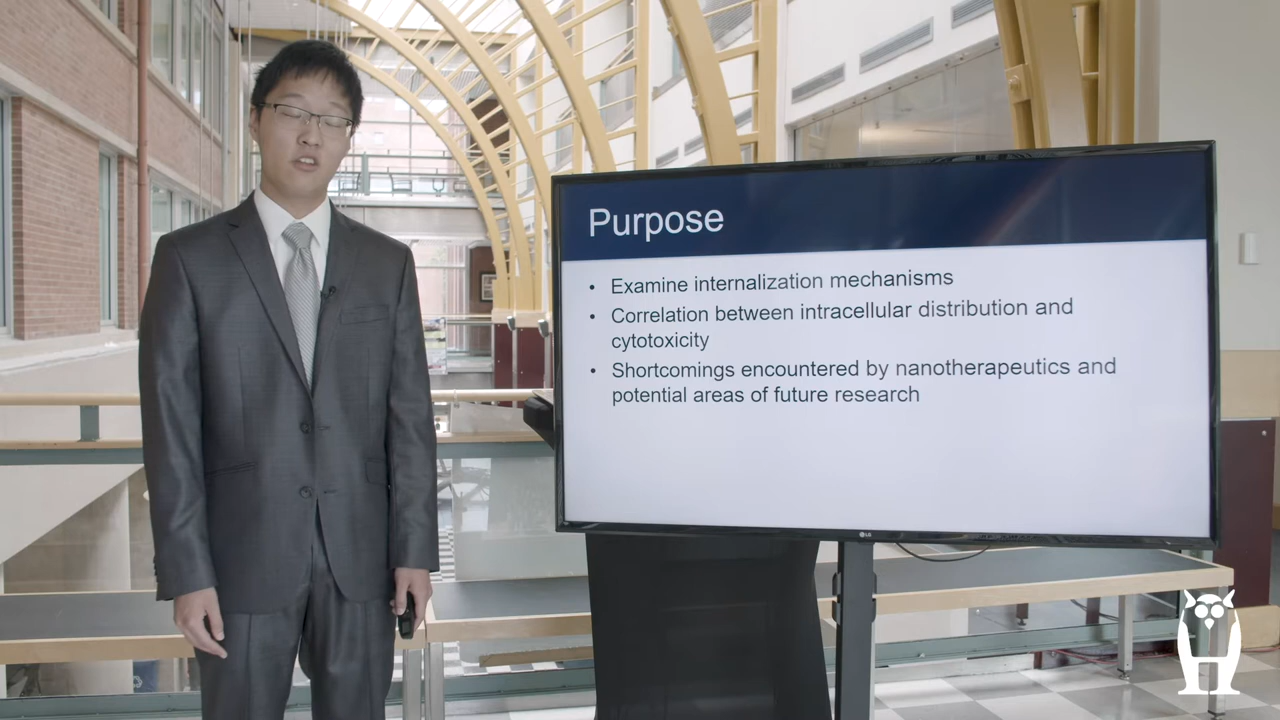 Purpose
• Examine internalization mechanisms
• Correlation between intracellular distribution and
cytotoxicity
• Shortcomings encountered by nanotherapeutics and
potential areas of future research
LG